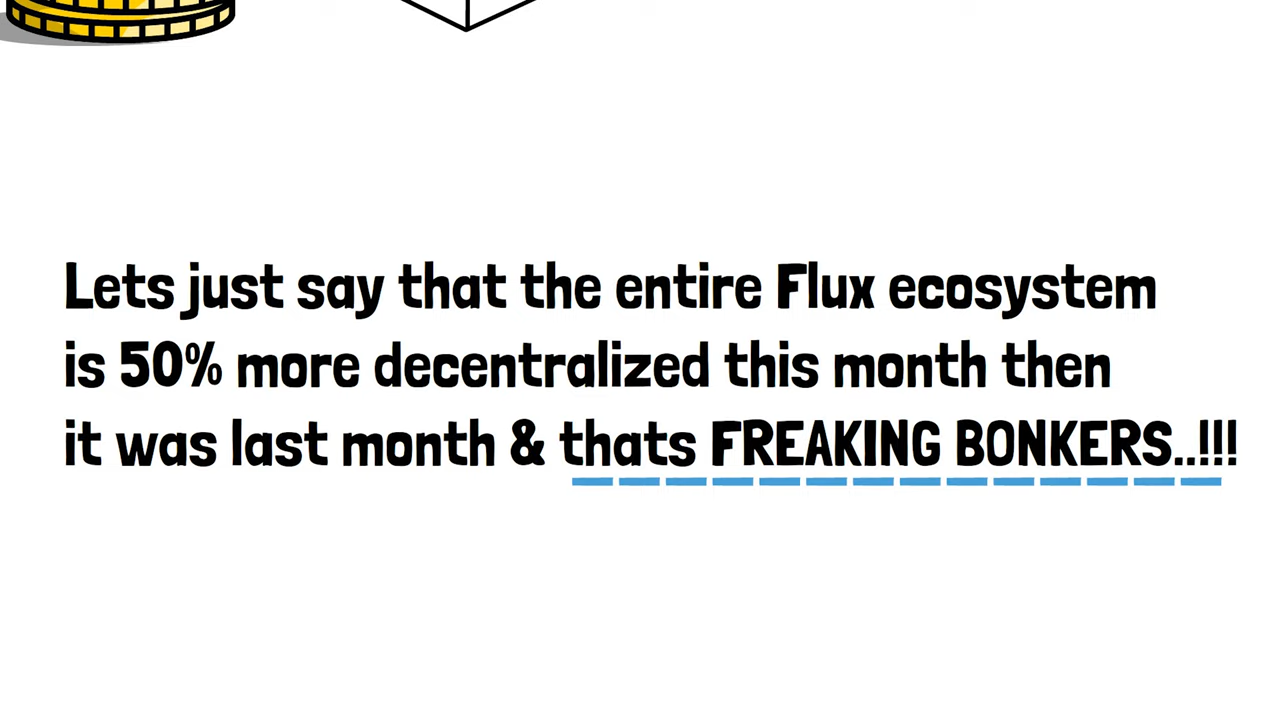 Lets just say that the entire Flux ecosystem
is 50% more decentralized this month then
it was last month & thats FREAKING BONKERS..!!!